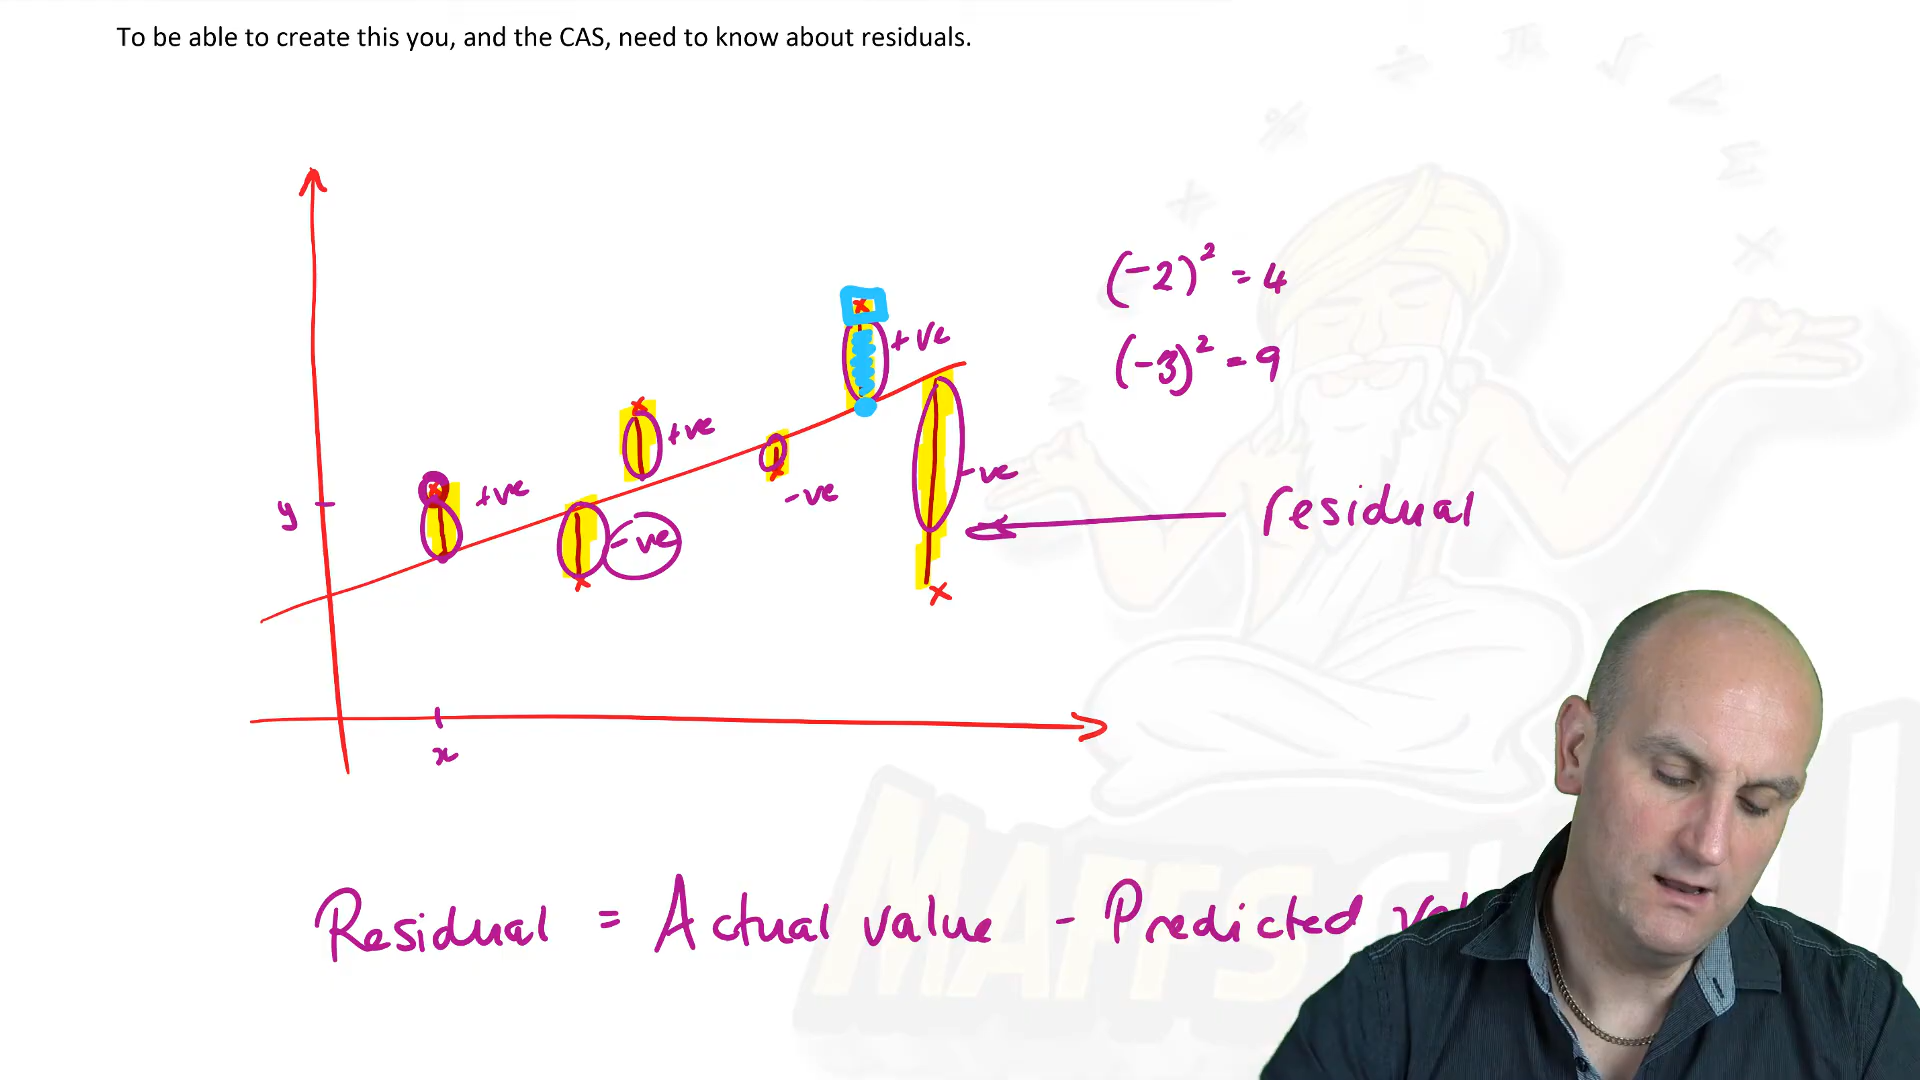 To be able to create this you, and the CAS, need to know about residuals.
(-2)² = 4
+ve
(-3)² = 9
+ve
+ve
-ve
-ve
y
-ve
residual
x
Residual = Actual value - Predicted
MAFFS